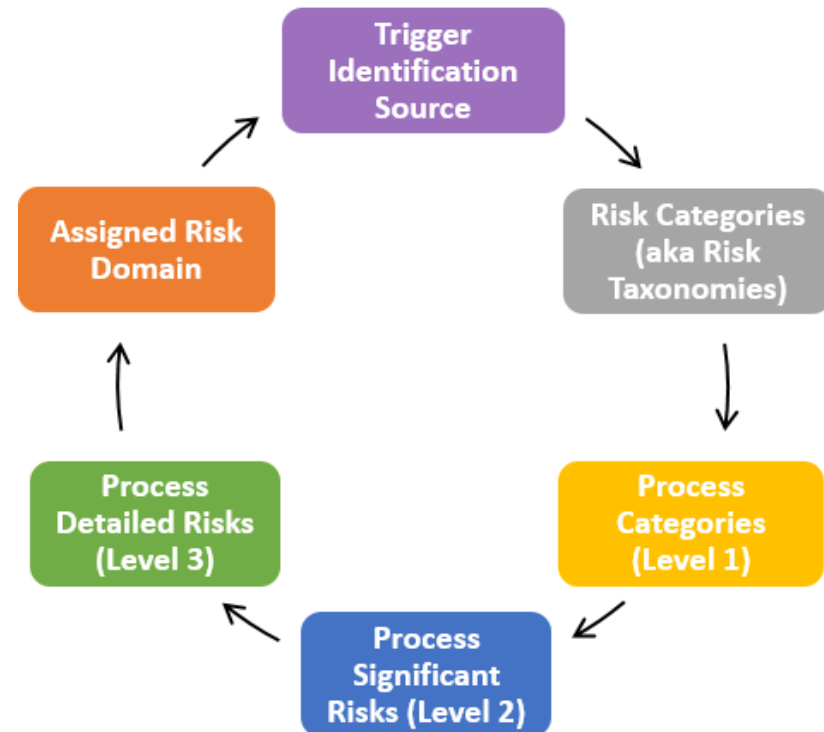 Trigger
Identification
Source
Risk Categories
(aka Risk
Taxonomies)
Process
Categories
(Level 1)
Process
Significant
Risks (Level 2)
Process
Detailed Risks
(Level 3)
Assigned Risk
Domain